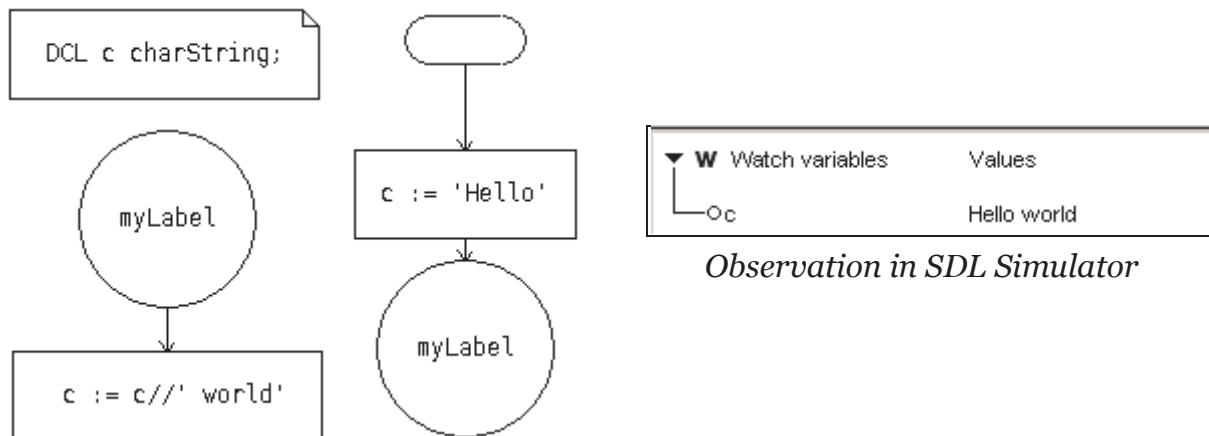 DCL c charString;
myLabel
c := c//' world'
c := 'Hello'
myLabel
W Watch variables Values
c Hello world
Observation in SDL Simulator